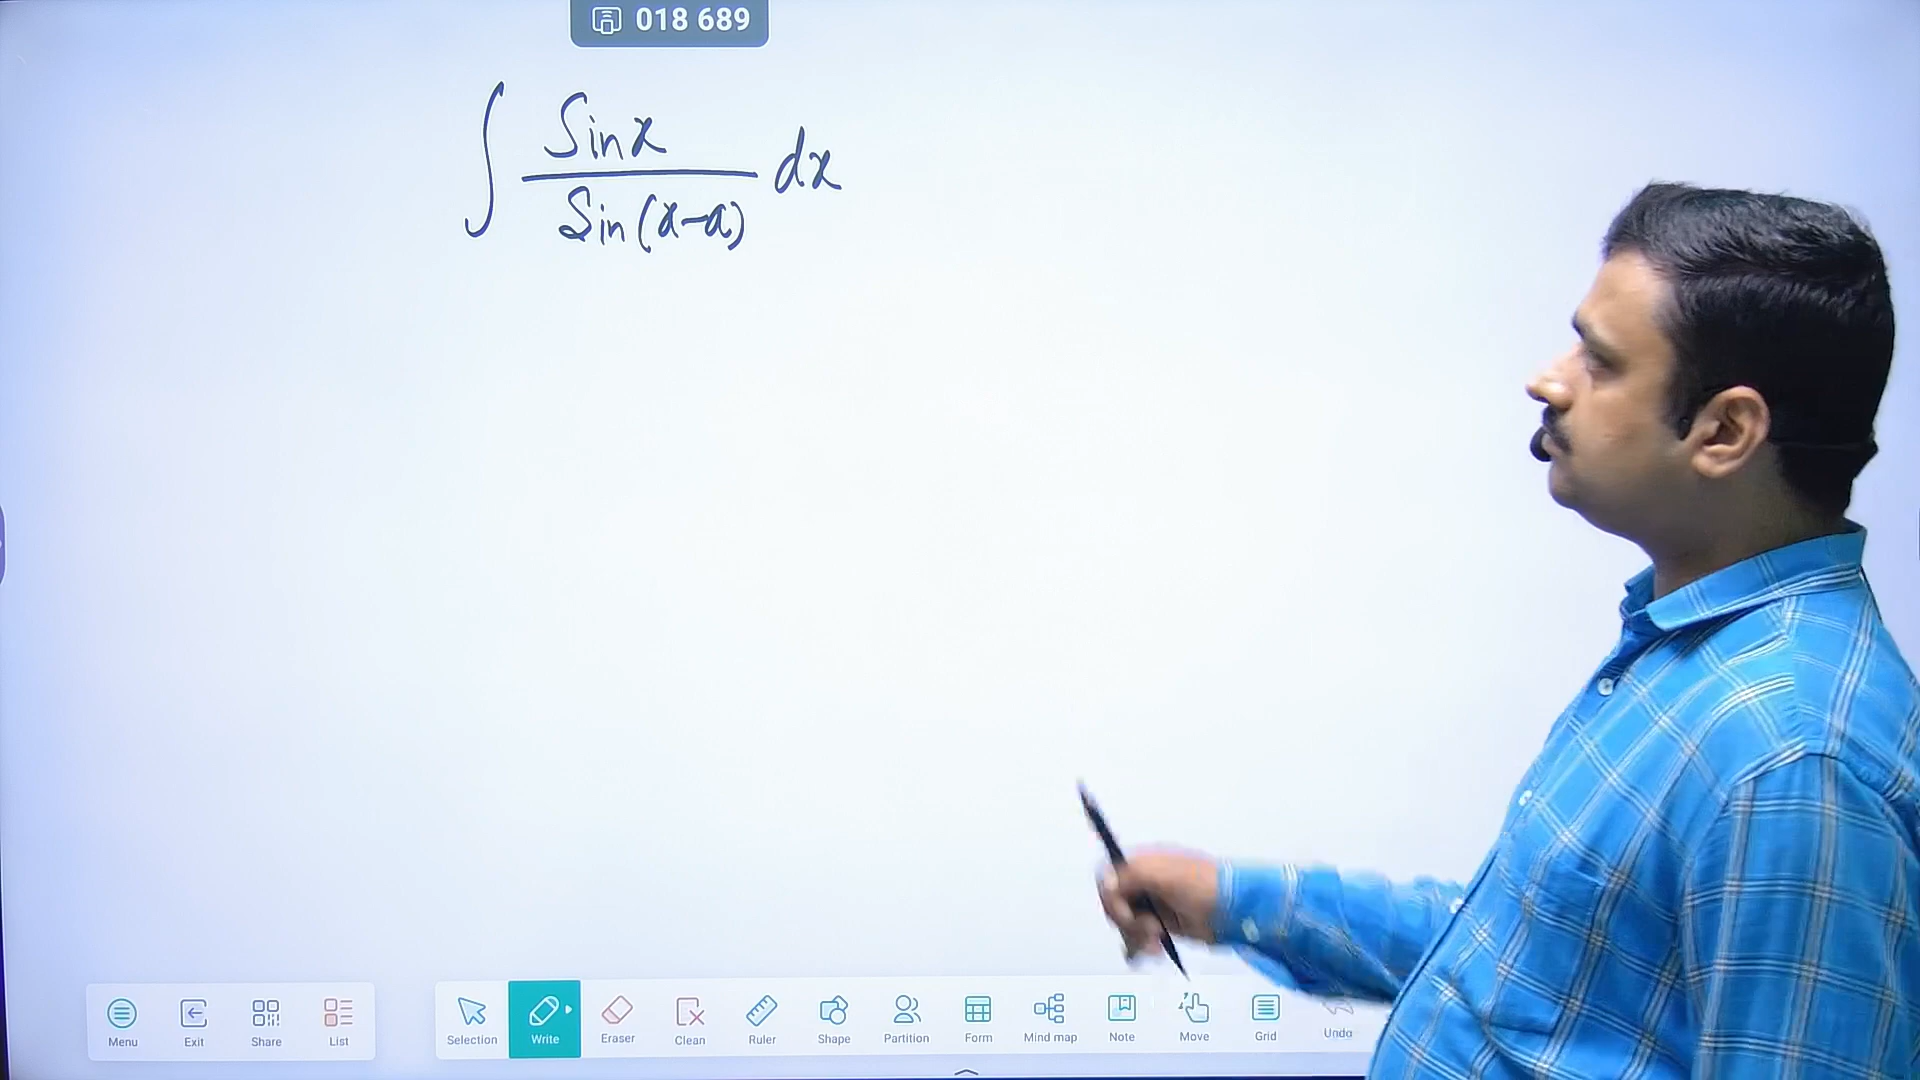 018 689
∫ Sinx / Sin(x-a) dx
Menu Exit Share List Selection Write Eraser Clean Ruler Shape Partition Form Mind map Note Move Grid Undo